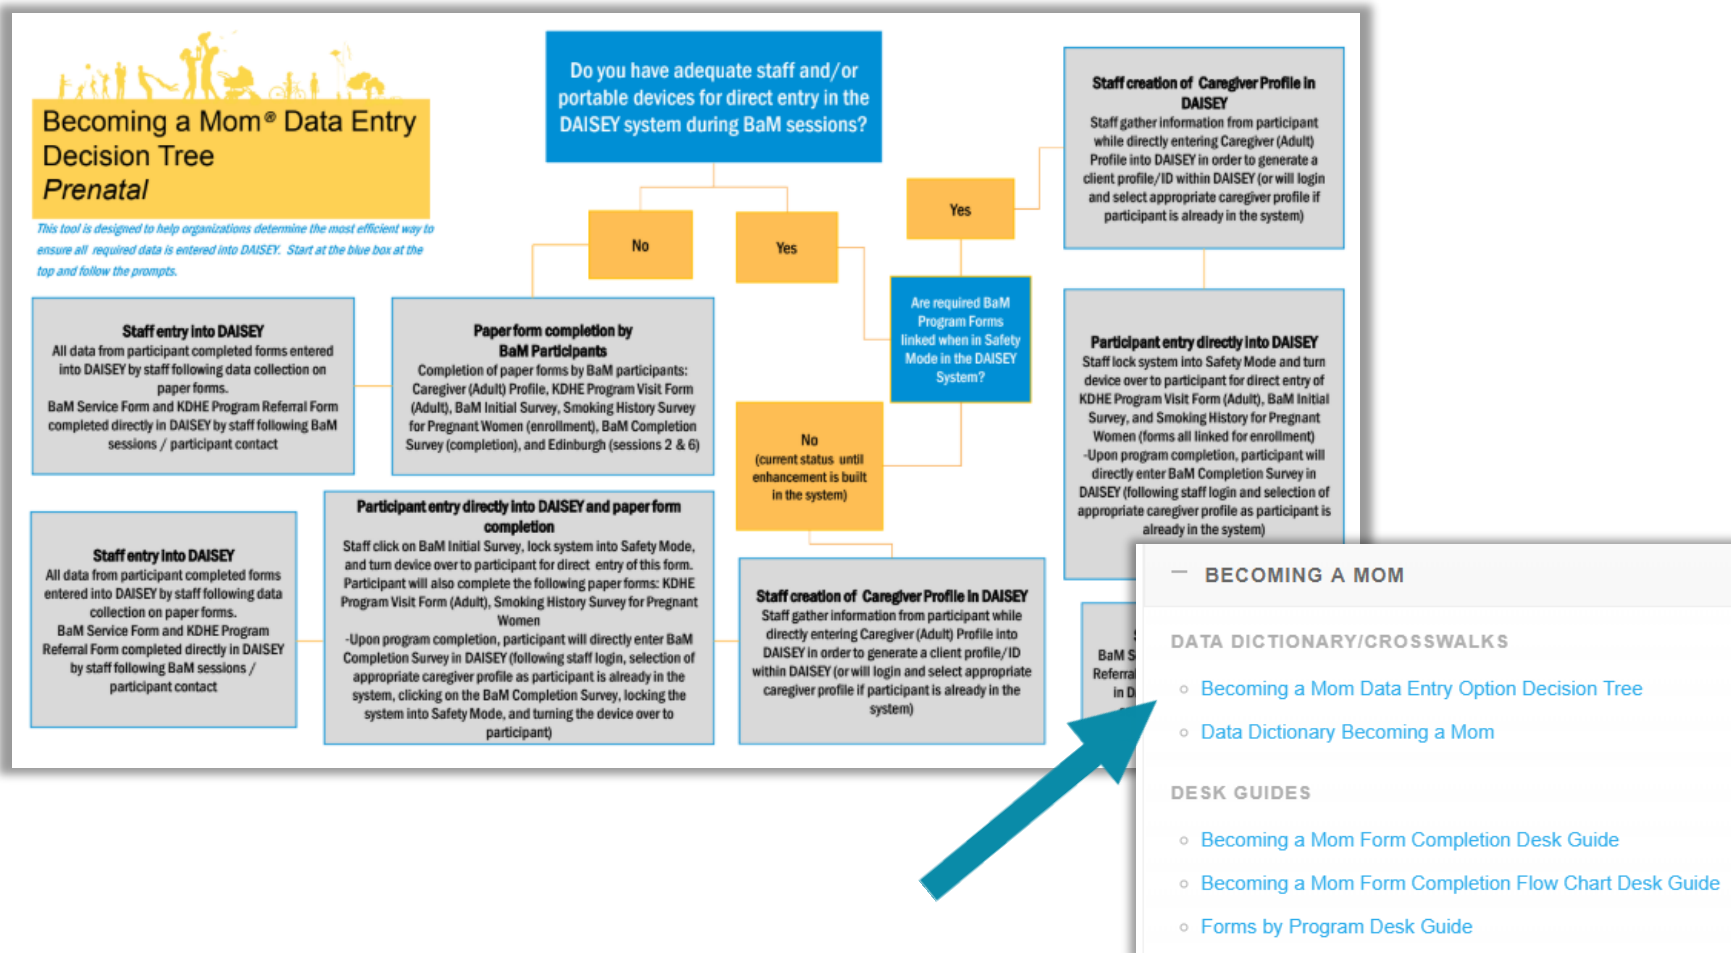 Becoming a Mom® Data Entry
Decision Tree
Prenatal
This tool is designed to help organizations determine the most efficient way to
ensure all required data is entered into DAISEY. Start at the blue box at the
top and follow the prompts.
Do you have adequate staff and/or
portable devices for direct entry in the
DAISEY system during BaM sessions?
No
Yes
Yes
Are required BaM
Program Forms
linked when in Safety
Mode in the DAISEY
System?
No
(current status until
enhancement is built
in the system)
Staff creation of Caregiver Profile in
DAISEY
Staff gather information from participant
while directly entering Caregiver (Adult)
Profile into DAISEY in order to generate a
client profile/ID within DAISEY (or will login
and select appropriate caregiver profile if
participant is already in the system)
Participant entry directly into DAISEY
Staff lock system into Safety Mode and turn
device over to participant for direct entry of
KDHE Program Visit Form (Adult), BaM Initial
Survey, and Smoking History for Pregnant
Women (forms all linked for enrollment)
-Upon program completion, participant will
directly enter BaM Completion Survey in
DAISEY (following staff login and selection of
appropriate caregiver profile as participant is
already in the system)
Staff entry into DAISEY
All data from participant completed forms entered
into DAISEY by staff following data collection on
paper forms.
BaM Service Form and KDHE Program Referral Form
completed directly in DAISEY by staff following BaM
sessions / participant contact
Paper form completion by
BaM Participants
Completion of paper forms by BaM participants:
Caregiver (Adult) Profile, KDHE Program Visit Form
(Adult), BaM Initial Survey, Smoking History Survey
for Pregnant Women (enrollment), BaM Completion
Survey (completion), and Edinburgh (sessions 2 & 6)
Staff entry into DAISEY
All data from participant completed forms
entered into DAISEY by staff following data
collection on paper forms.
BaM Service Form and KDHE Program
Referral Form completed directly in DAISEY
by staff following BaM sessions /
participant contact
Participant entry directly into DAISEY and paper form
completion
Staff click on BaM Initial Survey, lock system into Safety Mode,
and turn device over to participant for direct entry of this form.
Participant will also complete the following paper forms: KDHE
Program Visit Form (Adult), Smoking History Survey for Pregnant
Women
-Upon program completion, participant will directly enter BaM
Completion Survey in DAISEY (following staff login, selection of
appropriate caregiver profile as participant is already in the
system, clicking on the BaM Completion Survey, locking the
system into Safety Mode, and turning the device over to
participant)
Staff creation of Caregiver Profile in DAISEY
Staff gather information from participant while
directly entering Caregiver (Adult) Profile into
DAISEY in order to generate a client profile/ID
within DAISEY (or will login and select appropriate
caregiver profile if participant is already in the
system)
BaM S
Referral
in D
BECOMING A MOM
DATA DICTIONARY/CROSSWALKS
Becoming a Mom Data Entry Option Decision Tree
Data Dictionary Becoming a Mom
DESK GUIDES
Becoming a Mom Form Completion Desk Guide
Becoming a Mom Form Completion Flow Chart Desk Guide
Forms by Program Desk Guide